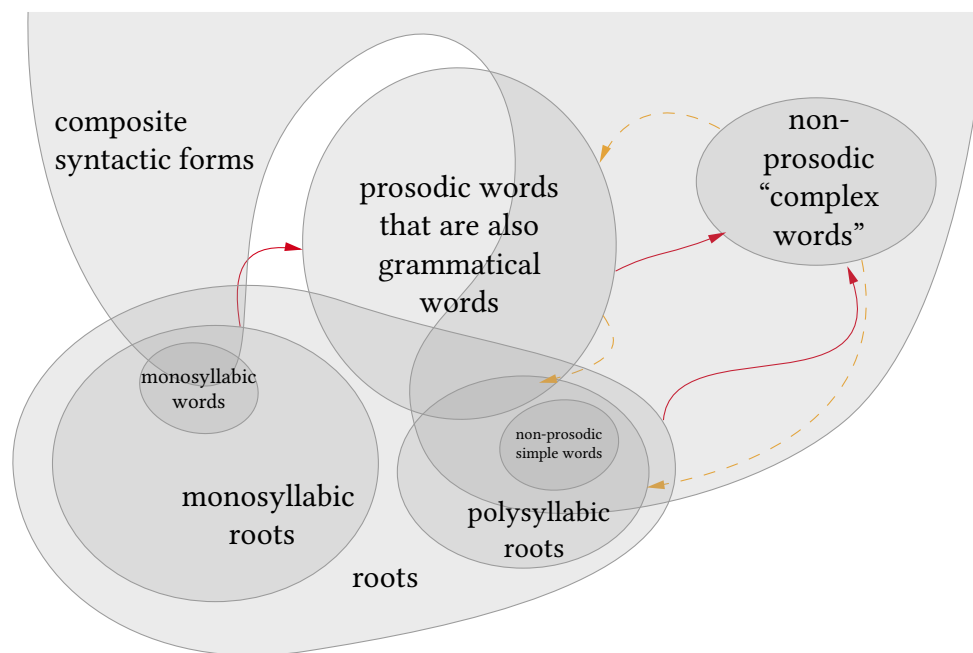 composite
syntactic forms
prosodic words
that are also
grammatical
words
non-
prosodic
“complex
words”
monosyllabic
words
non-prosodic
simple words
monosyllabic
roots
polysyllabic
roots
roots